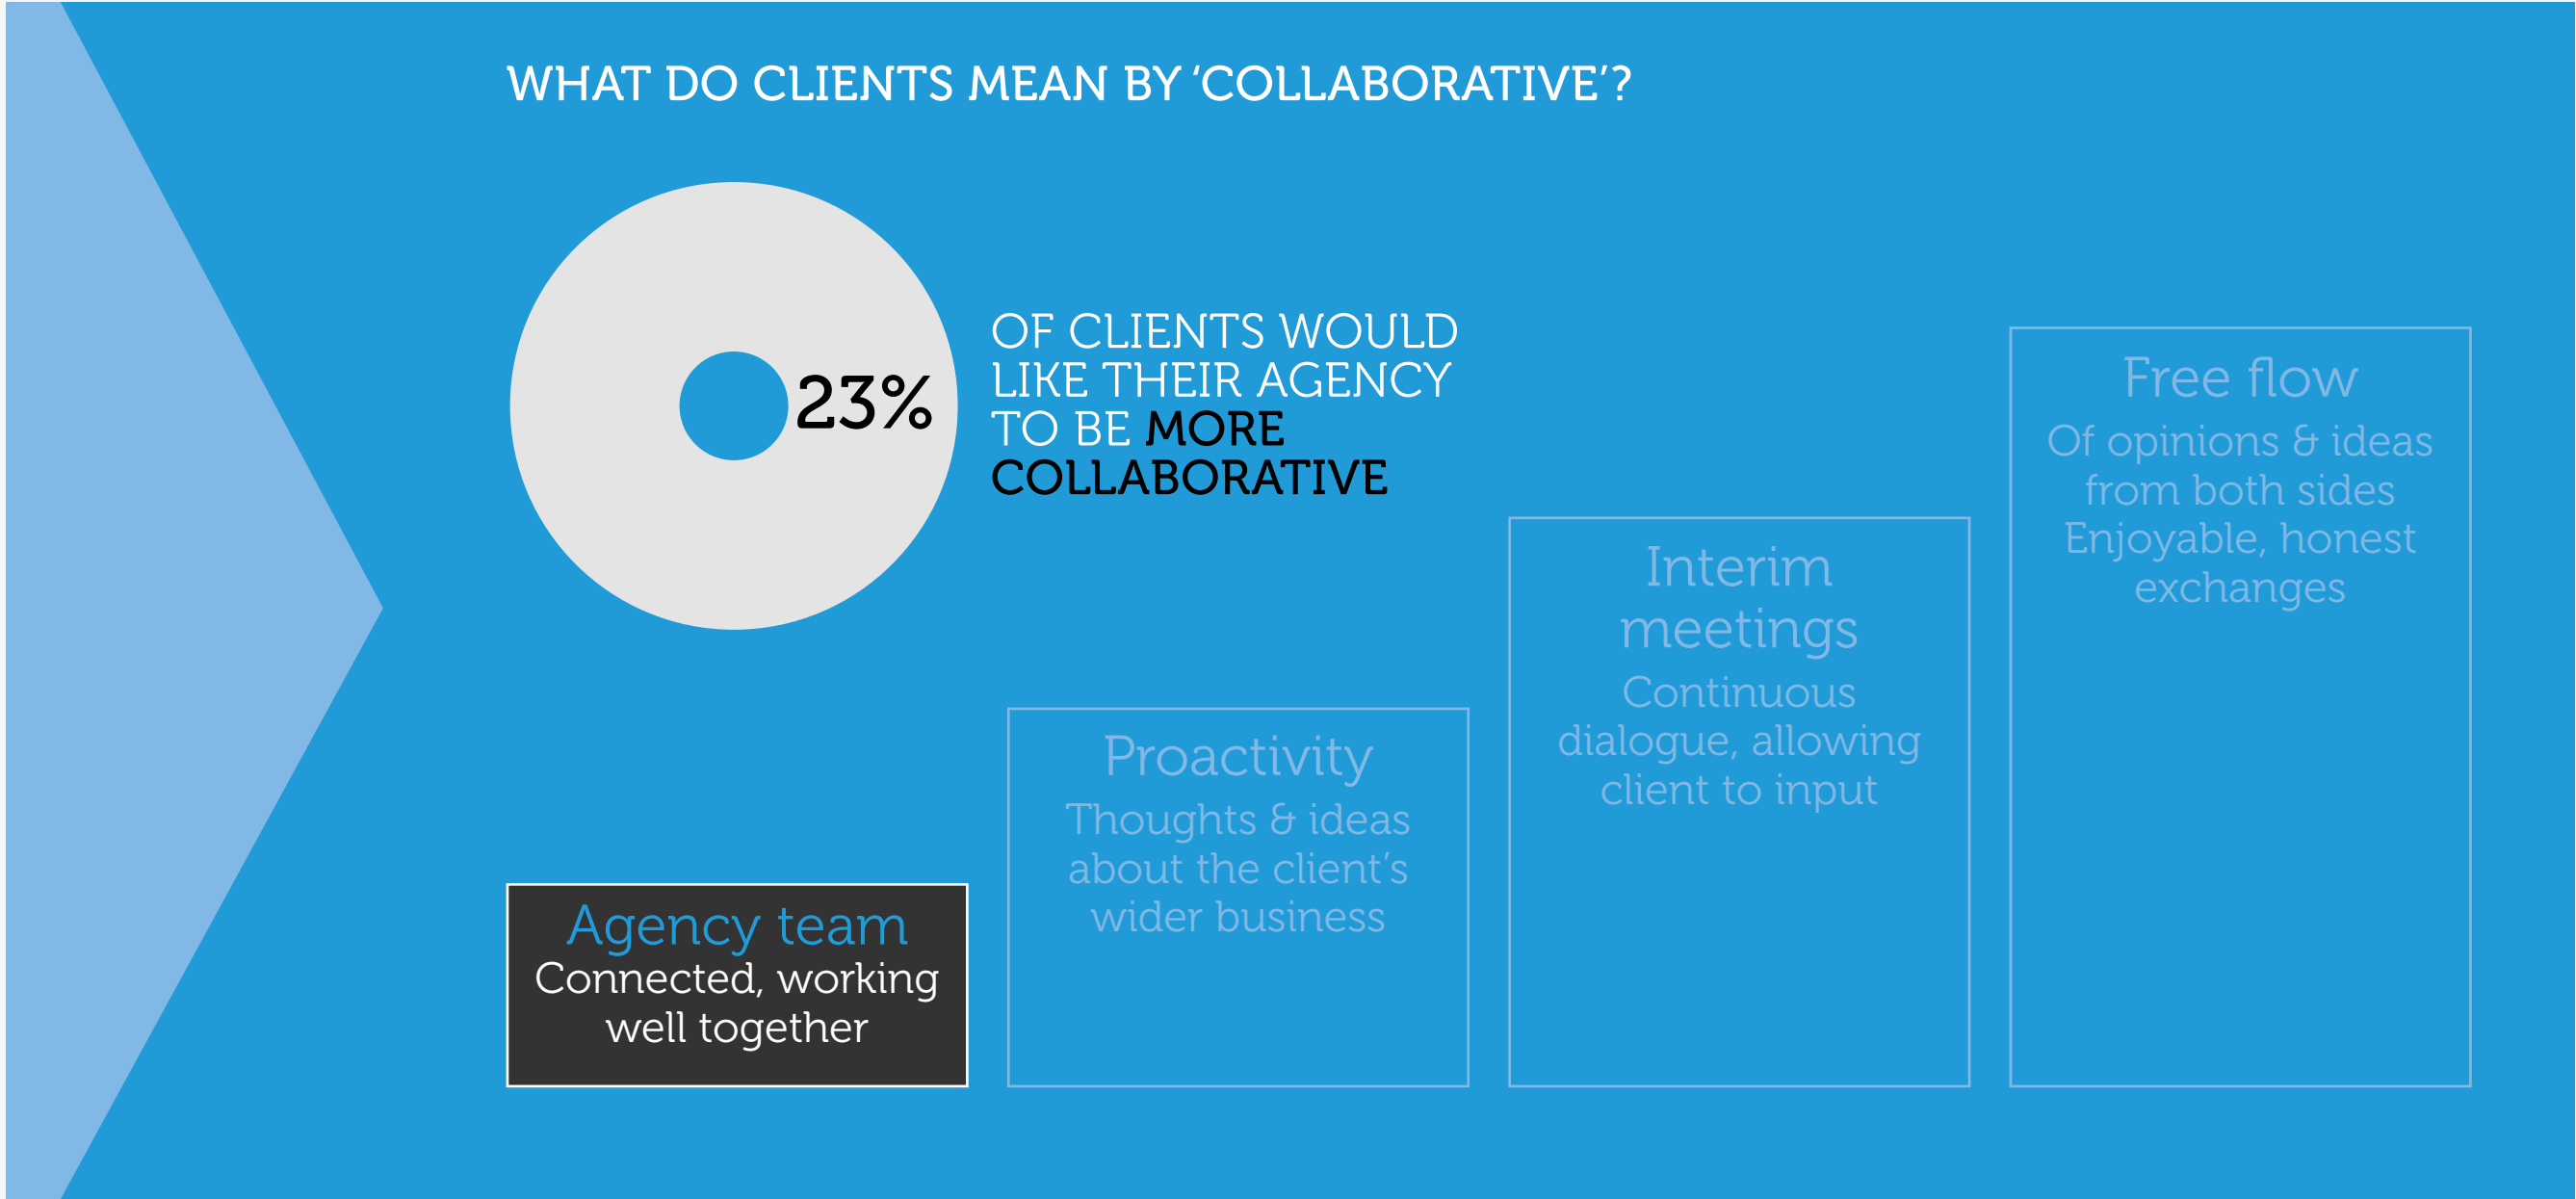 WHAT DO CLIENTS MEAN BY ‘COLLABORATIVE’?
23%
OF CLIENTS WOULD
LIKE THEIR AGENCY
TO BE MORE
COLLABORATIVE
Agency team
Connected, working
well together
Proactivity
Thoughts & ideas
about the client’s
wider business
Interim
meetings
Continuous
dialogue, allowing
client to input
Free flow
Of opinions & ideas
from both sides
Enjoyable, honest
exchanges